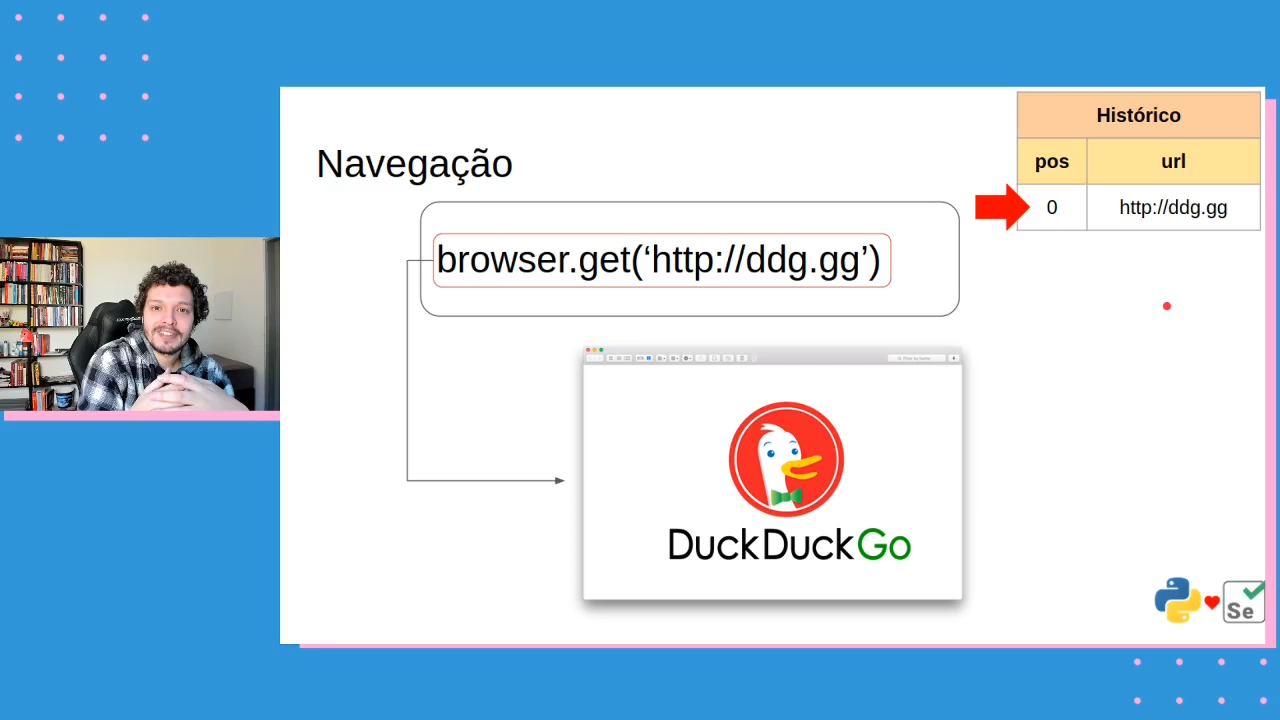 Navegação
browser.get(‘http://ddg.gg’)
Histórico
pos url
0 http://ddg.gg
DuckDuckGo
Se